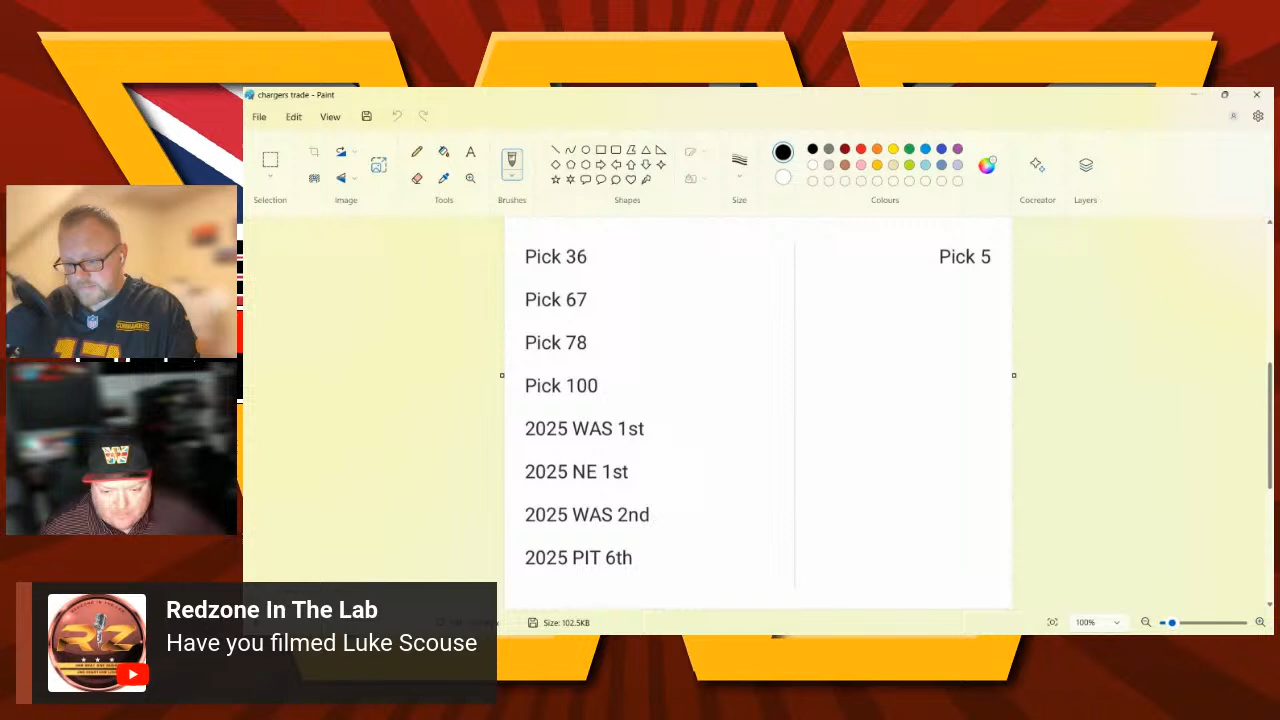 chargers trade - Paint
File Edit View
Selection Image Tools Brushes Shapes Size Colours Cocreator Layers
Pick 36 Pick 5
Pick 67
Pick 78
Pick 100
2025 WAS 1st
2025 NE 1st
2025 WAS 2nd
2025 PIT 6th
Size: 102.5KB 100%
COMMANDERS
W
Redzone In The Lab
Have you filmed Luke Scouse